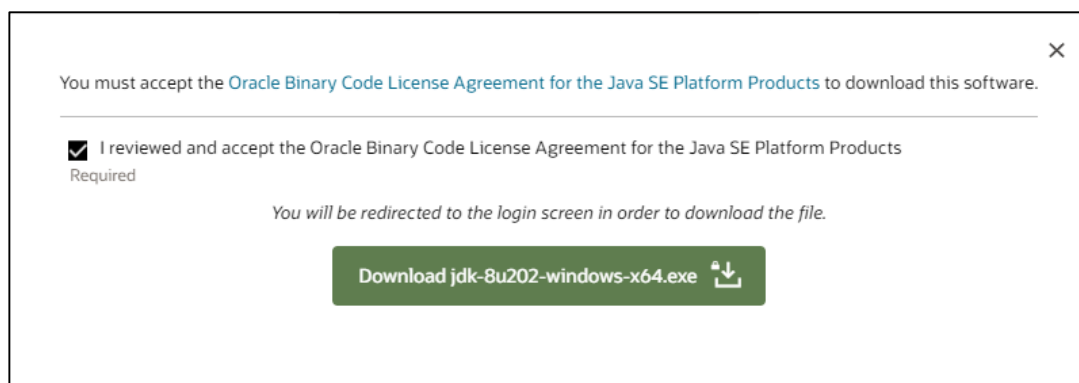 You must accept the Oracle Binary Code License Agreement for the Java SE Platform Products to download this software.
I reviewed and accept the Oracle Binary Code License Agreement for the Java SE Platform Products
Required
You will be redirected to the login screen in order to download the file.
Download jdk-8u202-windows-x64.exe